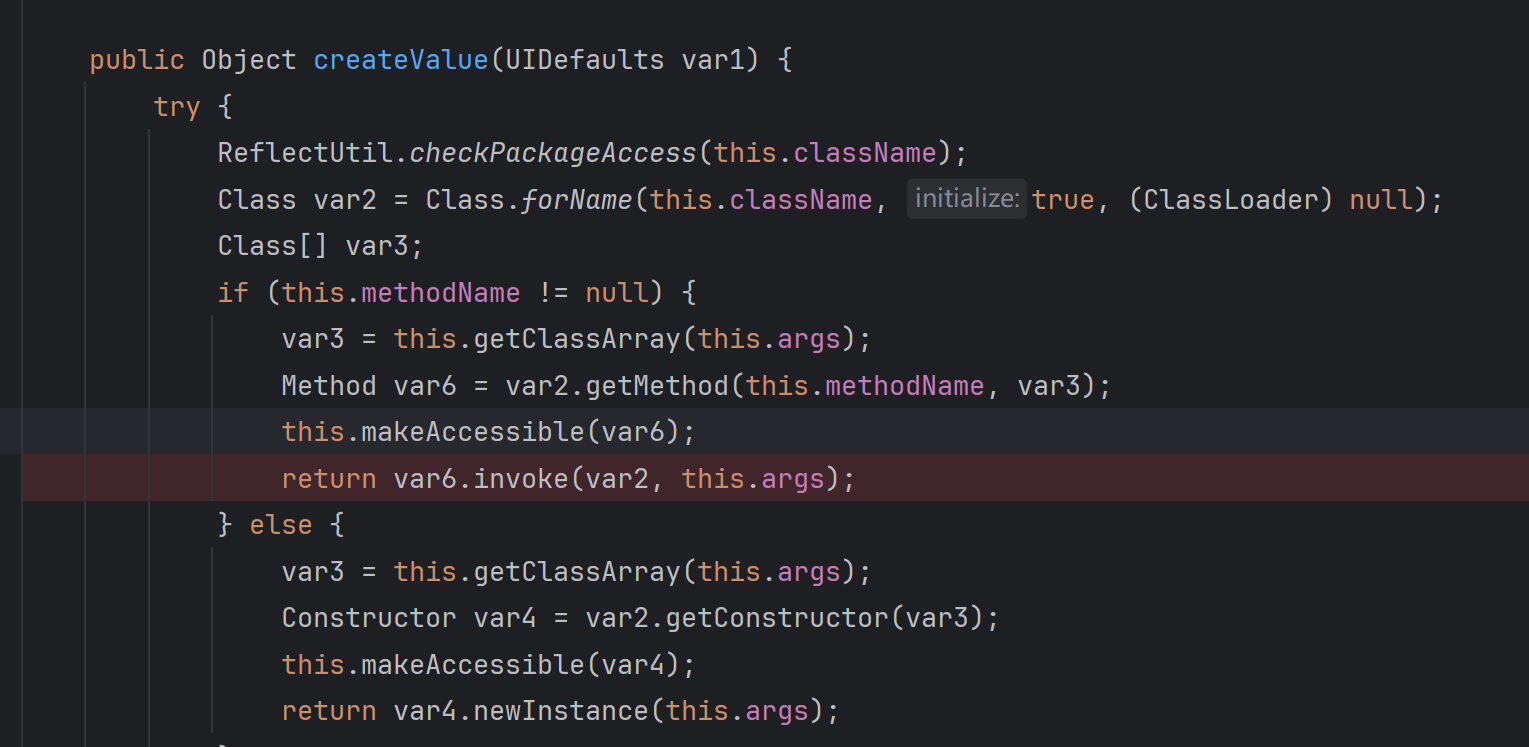 public Object createValue(UIDefaults var1) {
try {
ReflectUtil.checkPackageAccess(this.className);
Class var2 = Class.forName(this.className, initialize: true, (ClassLoader) null);
Class[] var3;
if (this.methodName != null) {
var3 = this.getClassArray(this.args);
Method var6 = var2.getMethod(this.methodName, var3);
this.makeAccessible(var6);
return var6.invoke(var2, this.args);
} else {
var3 = this.getClassArray(this.args);
Constructor var4 = var2.getConstructor(var3);
this.makeAccessible(var4);
return var4.newInstance(this.args);